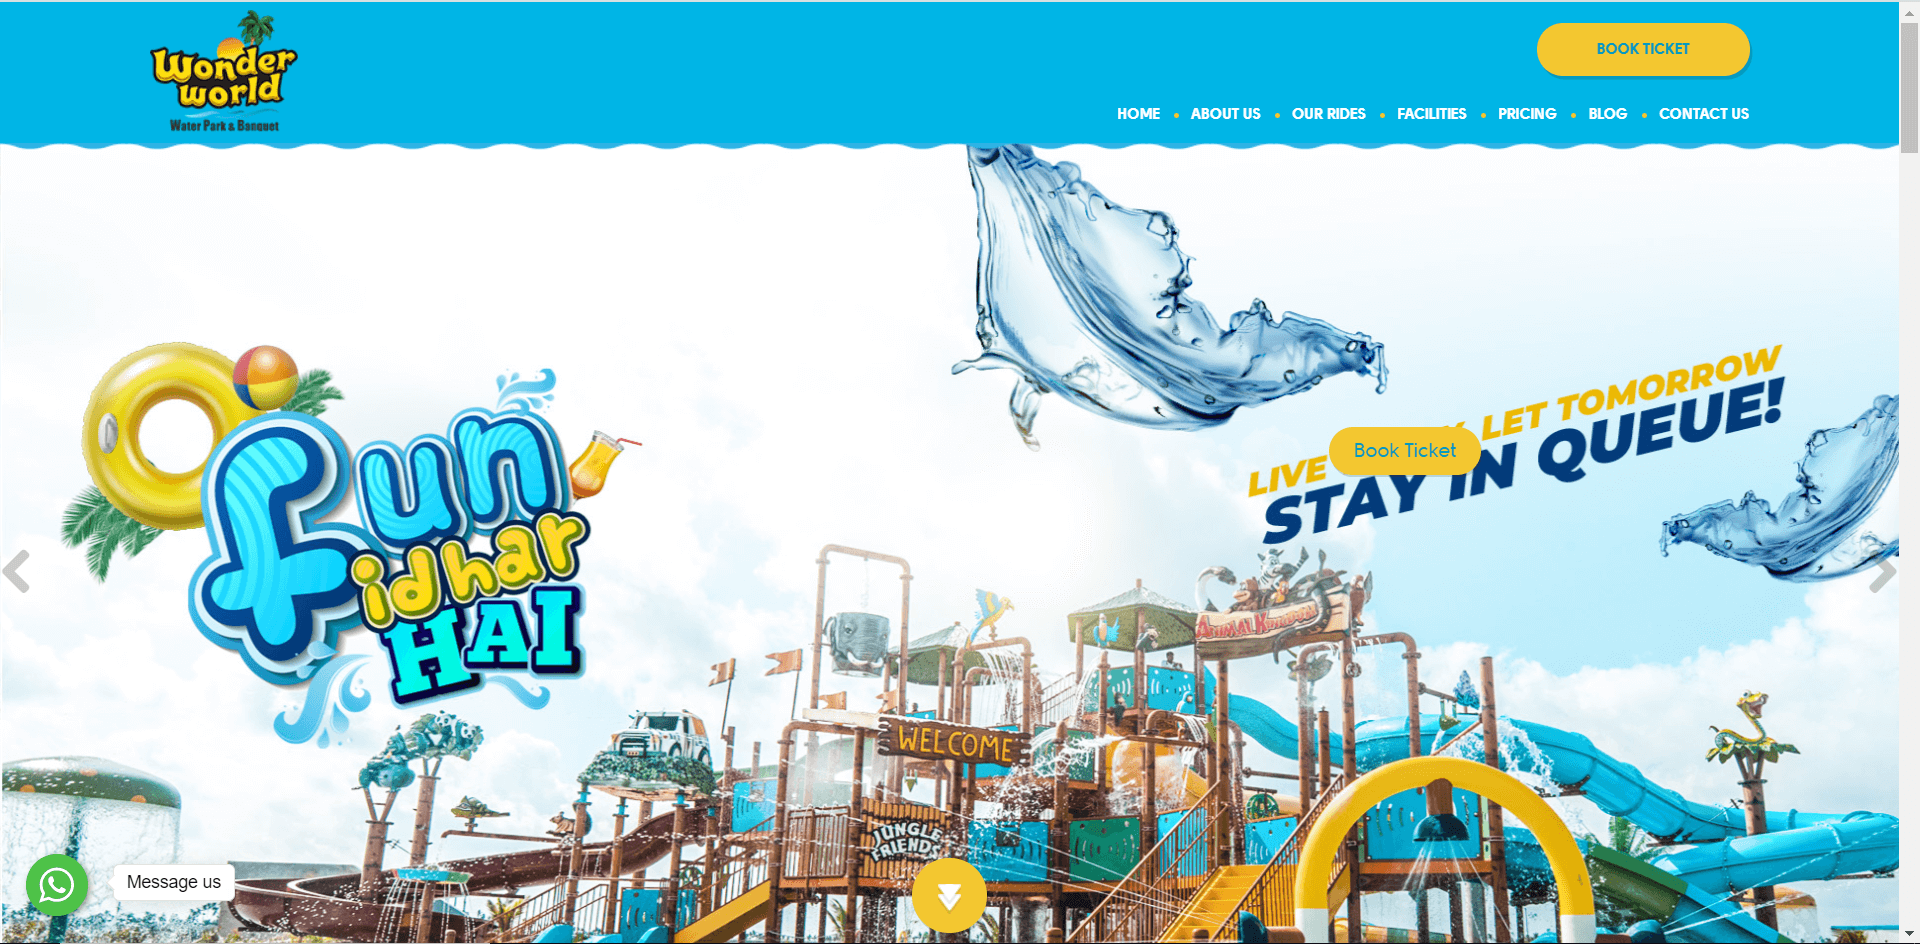 Wonder
World
Water Park & Banquet
BOOK TICKET
HOME
ABOUT US
OUR RIDES
FACILITIES
PRICING
BLOG
CONTACT US
fun
idhar
HAI
LIVE LET TOMORROW
STAY IN QUEUE!
Book Ticket
ANIMAL KINGDOM
WELCOME
JUNGLE
FRIENDS
Message us